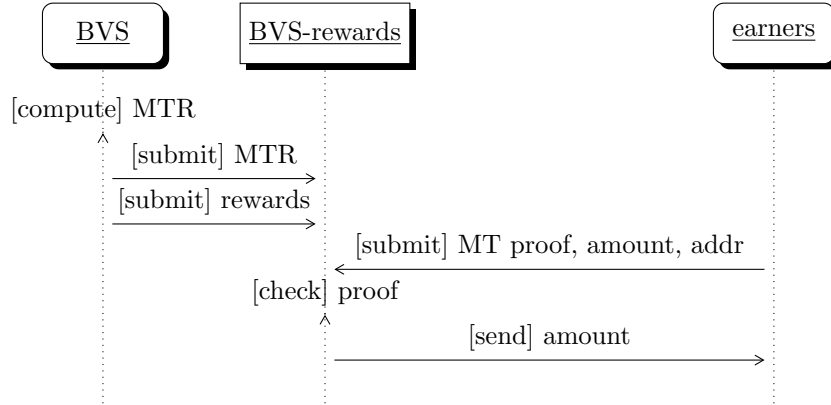 BVS
BVS-rewards
earners
[compute] MTR
[submit] MTR
[submit] rewards
[submit] MT proof, amount, addr
[check] proof
[send] amount